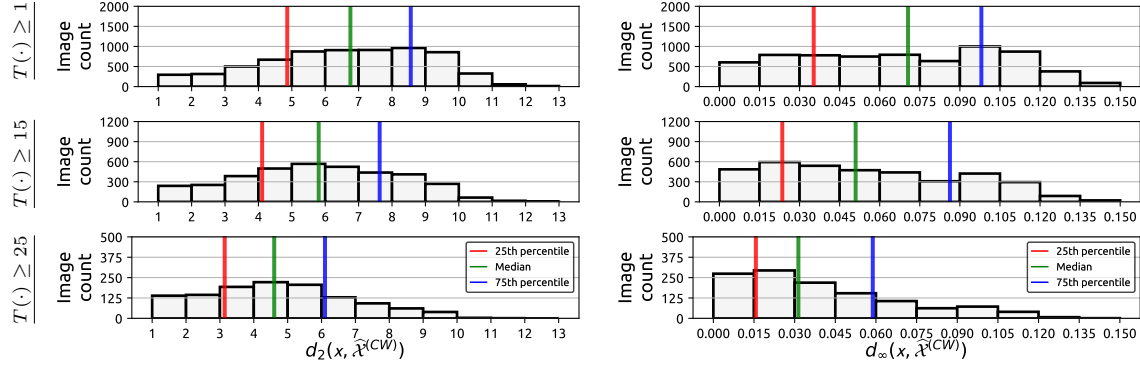 T(·) ≥ 1
Image count
2000
1500
1000
500
0
1 2 3 4 5 6 7 8 9 10 11 12 13
Image count
2000
1500
1000
500
0
0.000 0.015 0.030 0.045 0.060 0.075 0.090 0.105 0.120 0.135 0.150
T(·) ≥ 15
Image count
1200
900
600
300
0
1 2 3 4 5 6 7 8 9 10 11 12 13
Image count
1200
900
600
300
0
0.000 0.015 0.030 0.045 0.060 0.075 0.090 0.105 0.120 0.135 0.150
T(·) ≥ 25
Image count
500
375
250
125
0
25th percentile
Median
75th percentile
1 2 3 4 5 6 7 8 9 10 11 12 13
d₂(x, X̂⁽ᶜᵂ⁾)
Image count
500
375
250
125
0
25th percentile
Median
75th percentile
0.000 0.015 0.030 0.045 0.060 0.075 0.090 0.105 0.120 0.135 0.150
d∞(x, X̂⁽ᶜᵂ⁾)